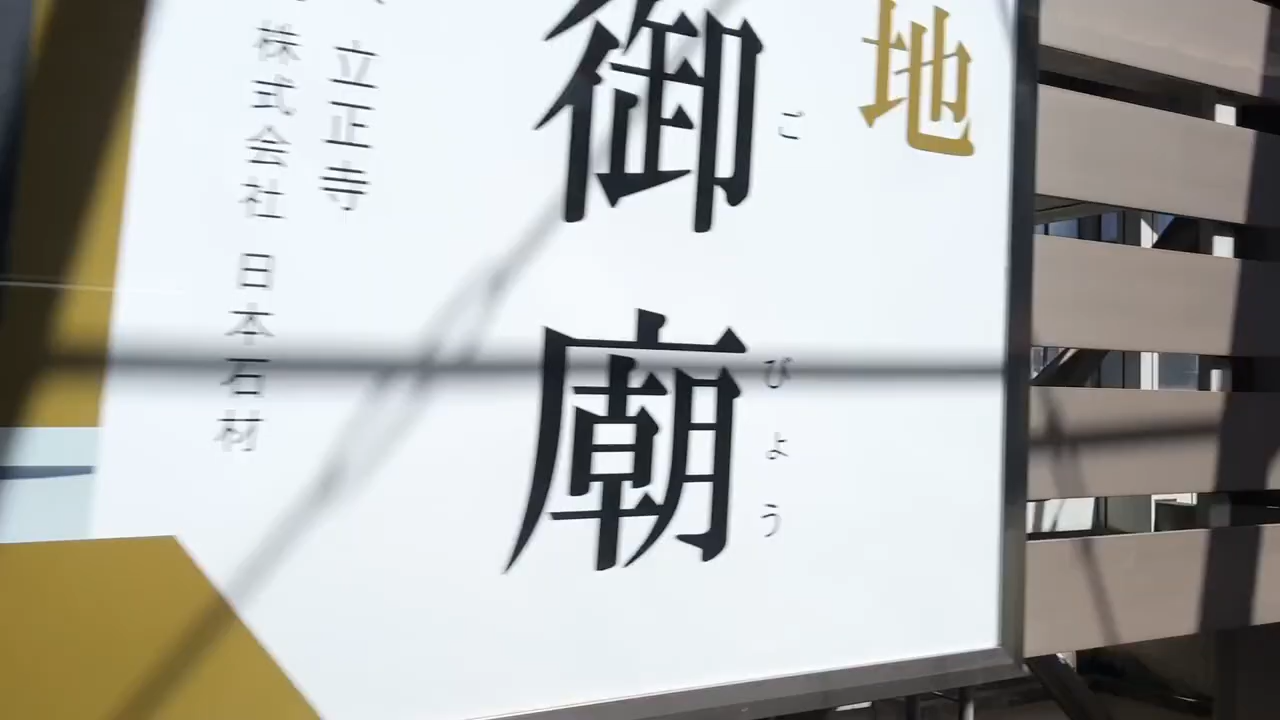 地
御廟
ごびょう
立正寺
株式会社 日本石材